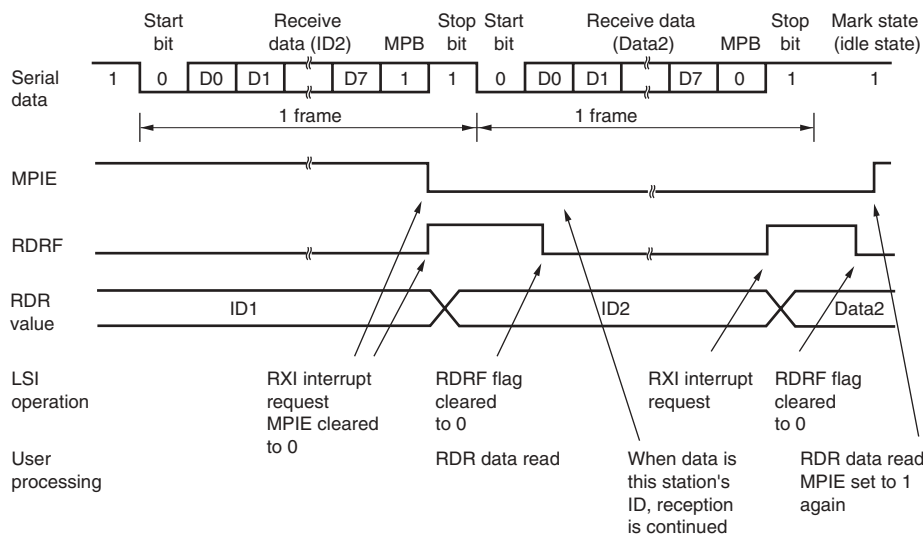 Start bit
Receive data (ID2)
MPB
Stop bit
Start bit
Receive data (Data2)
MPB
Stop bit
Mark state (idle state)
Serial data
1 0 D0 D1 D7 1 1 0 D0 D1 D7 0 1 1
1 frame 1 frame
MPIE
RDRF
RDR value
ID1 ID2 Data2
LSI operation
RXI interrupt request MPIE cleared to 0
RDRF flag cleared to 0
RXI interrupt request
RDRF flag cleared to 0
User processing
RDR data read
When data is this station's ID, reception is continued
RDR data read MPIE set to 1 again